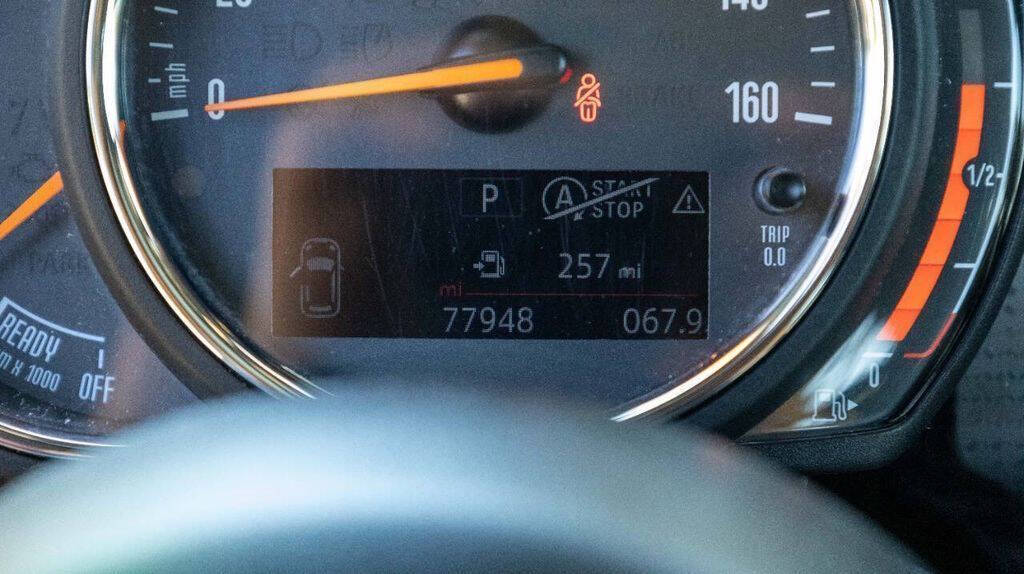 20
140
mph
0
160
P
A
START
STOP
1/2
TRIP
0.0
257 mi
mi
77948
067.9
READY
OFF
0